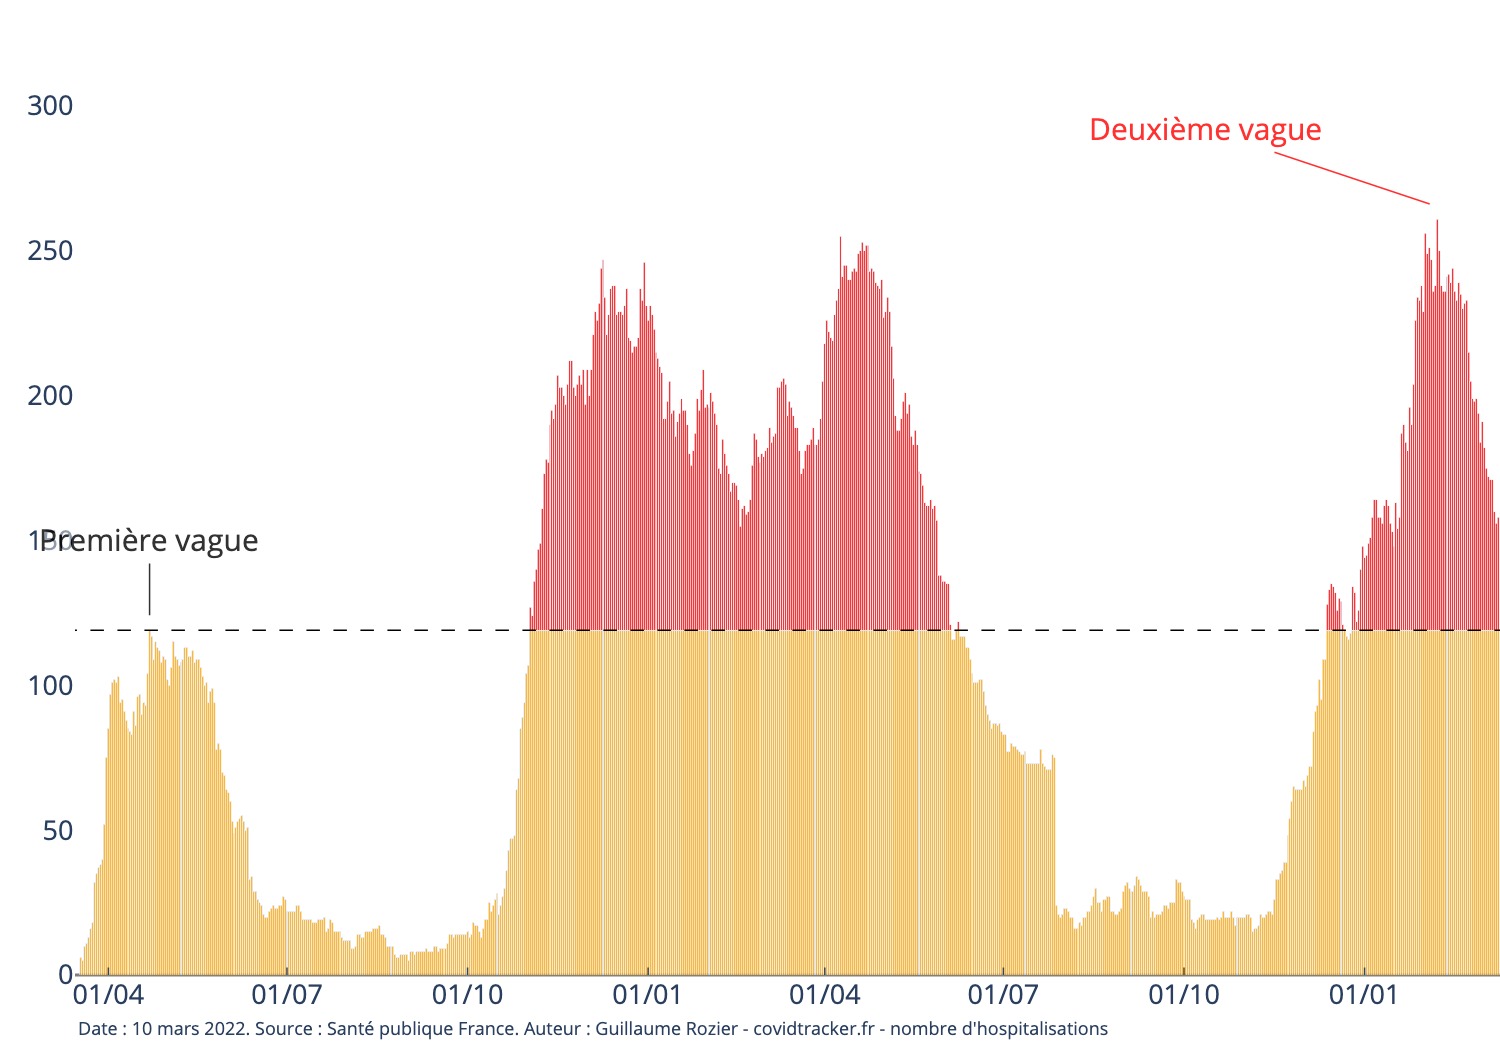 300
Deuxième vague
250
200
150
Première vague
100
50
0
01/04 01/07 01/10 01/01 01/04 01/07 01/10 01/01
Date : 10 mars 2022. Source : Santé publique France. Auteur : Guillaume Rozier - covidtracker.fr - nombre d'hospitalisations